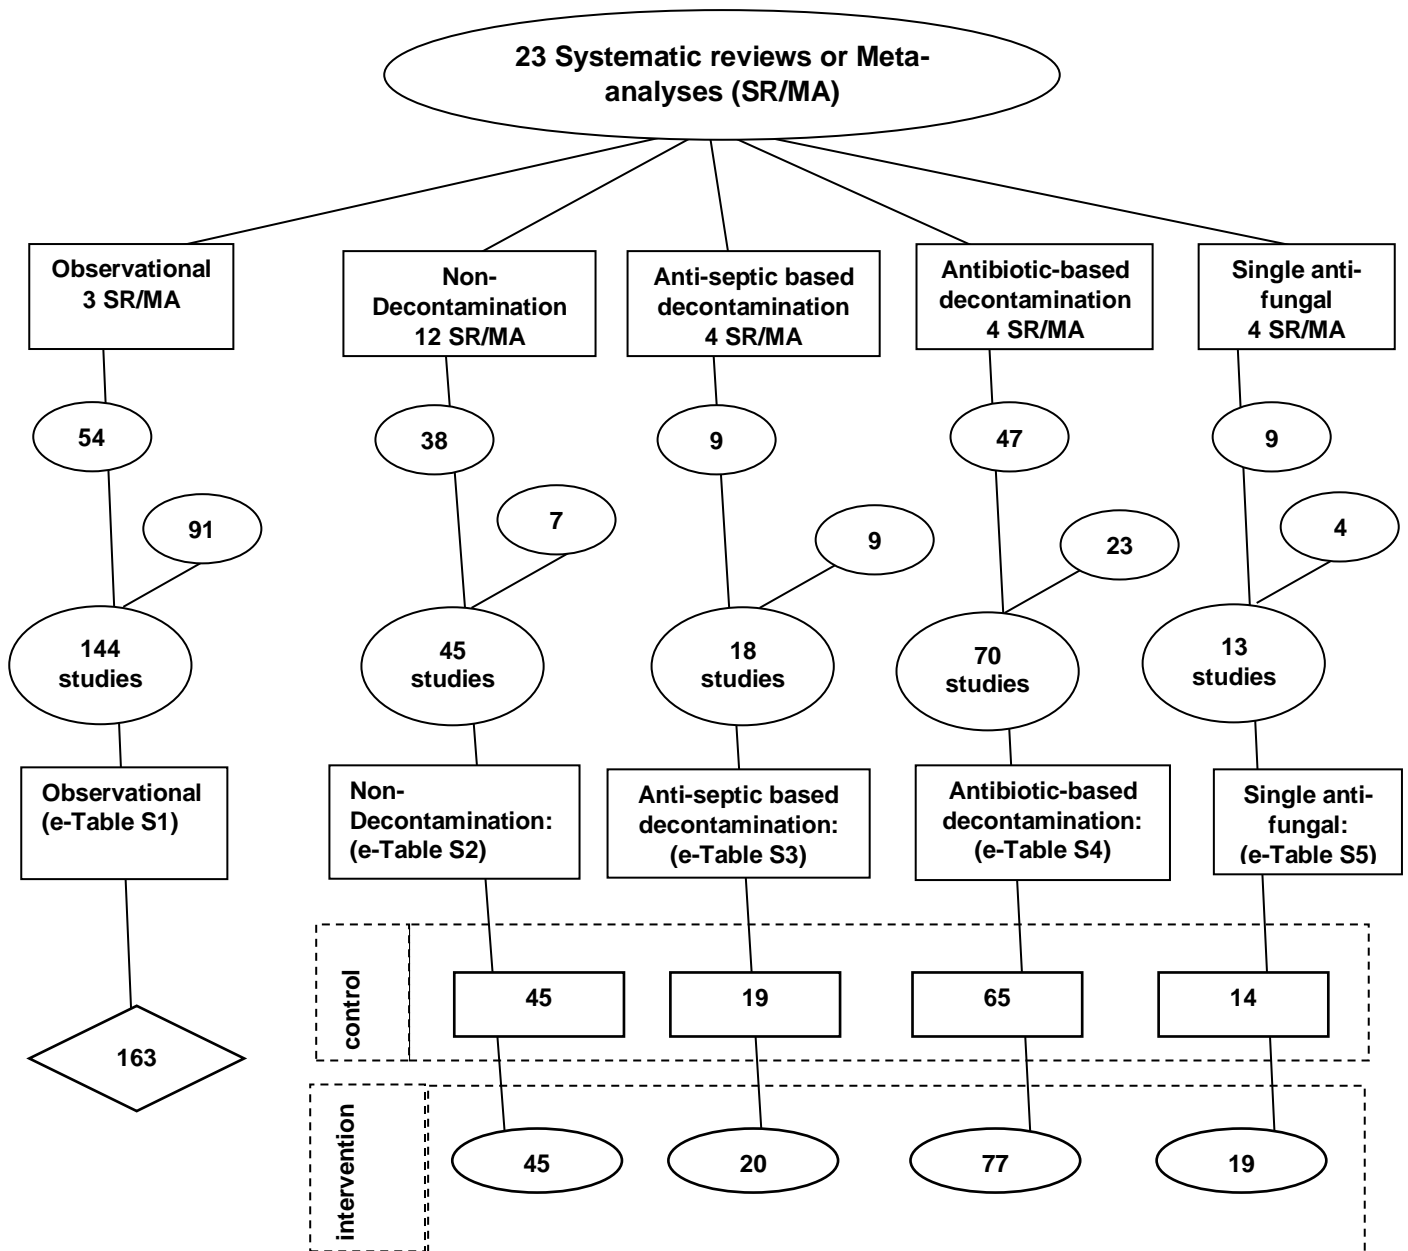 23 Systematic reviews or Meta-
analyses (SR/MA)
Observational
3 SR/MA
Non-
Decontamination
12 SR/MA
Anti-septic based
decontamination
4 SR/MA
Antibiotic-based
decontamination
4 SR/MA
Single anti-
fungal
4 SR/MA
54
38
9
47
9
91
7
9
23
4
144
studies
45
studies
18
studies
70
studies
13
studies
Observational
(e-Table S1)
Non-
Decontamination:
(e-Table S2)
Anti-septic based
decontamination:
(e-Table S3)
Antibiotic-based
decontamination:
(e-Table S4)
Single anti-
fungal:
(e-Table S5)
control
45
19
65
14
163
intervention
45
20
77
19